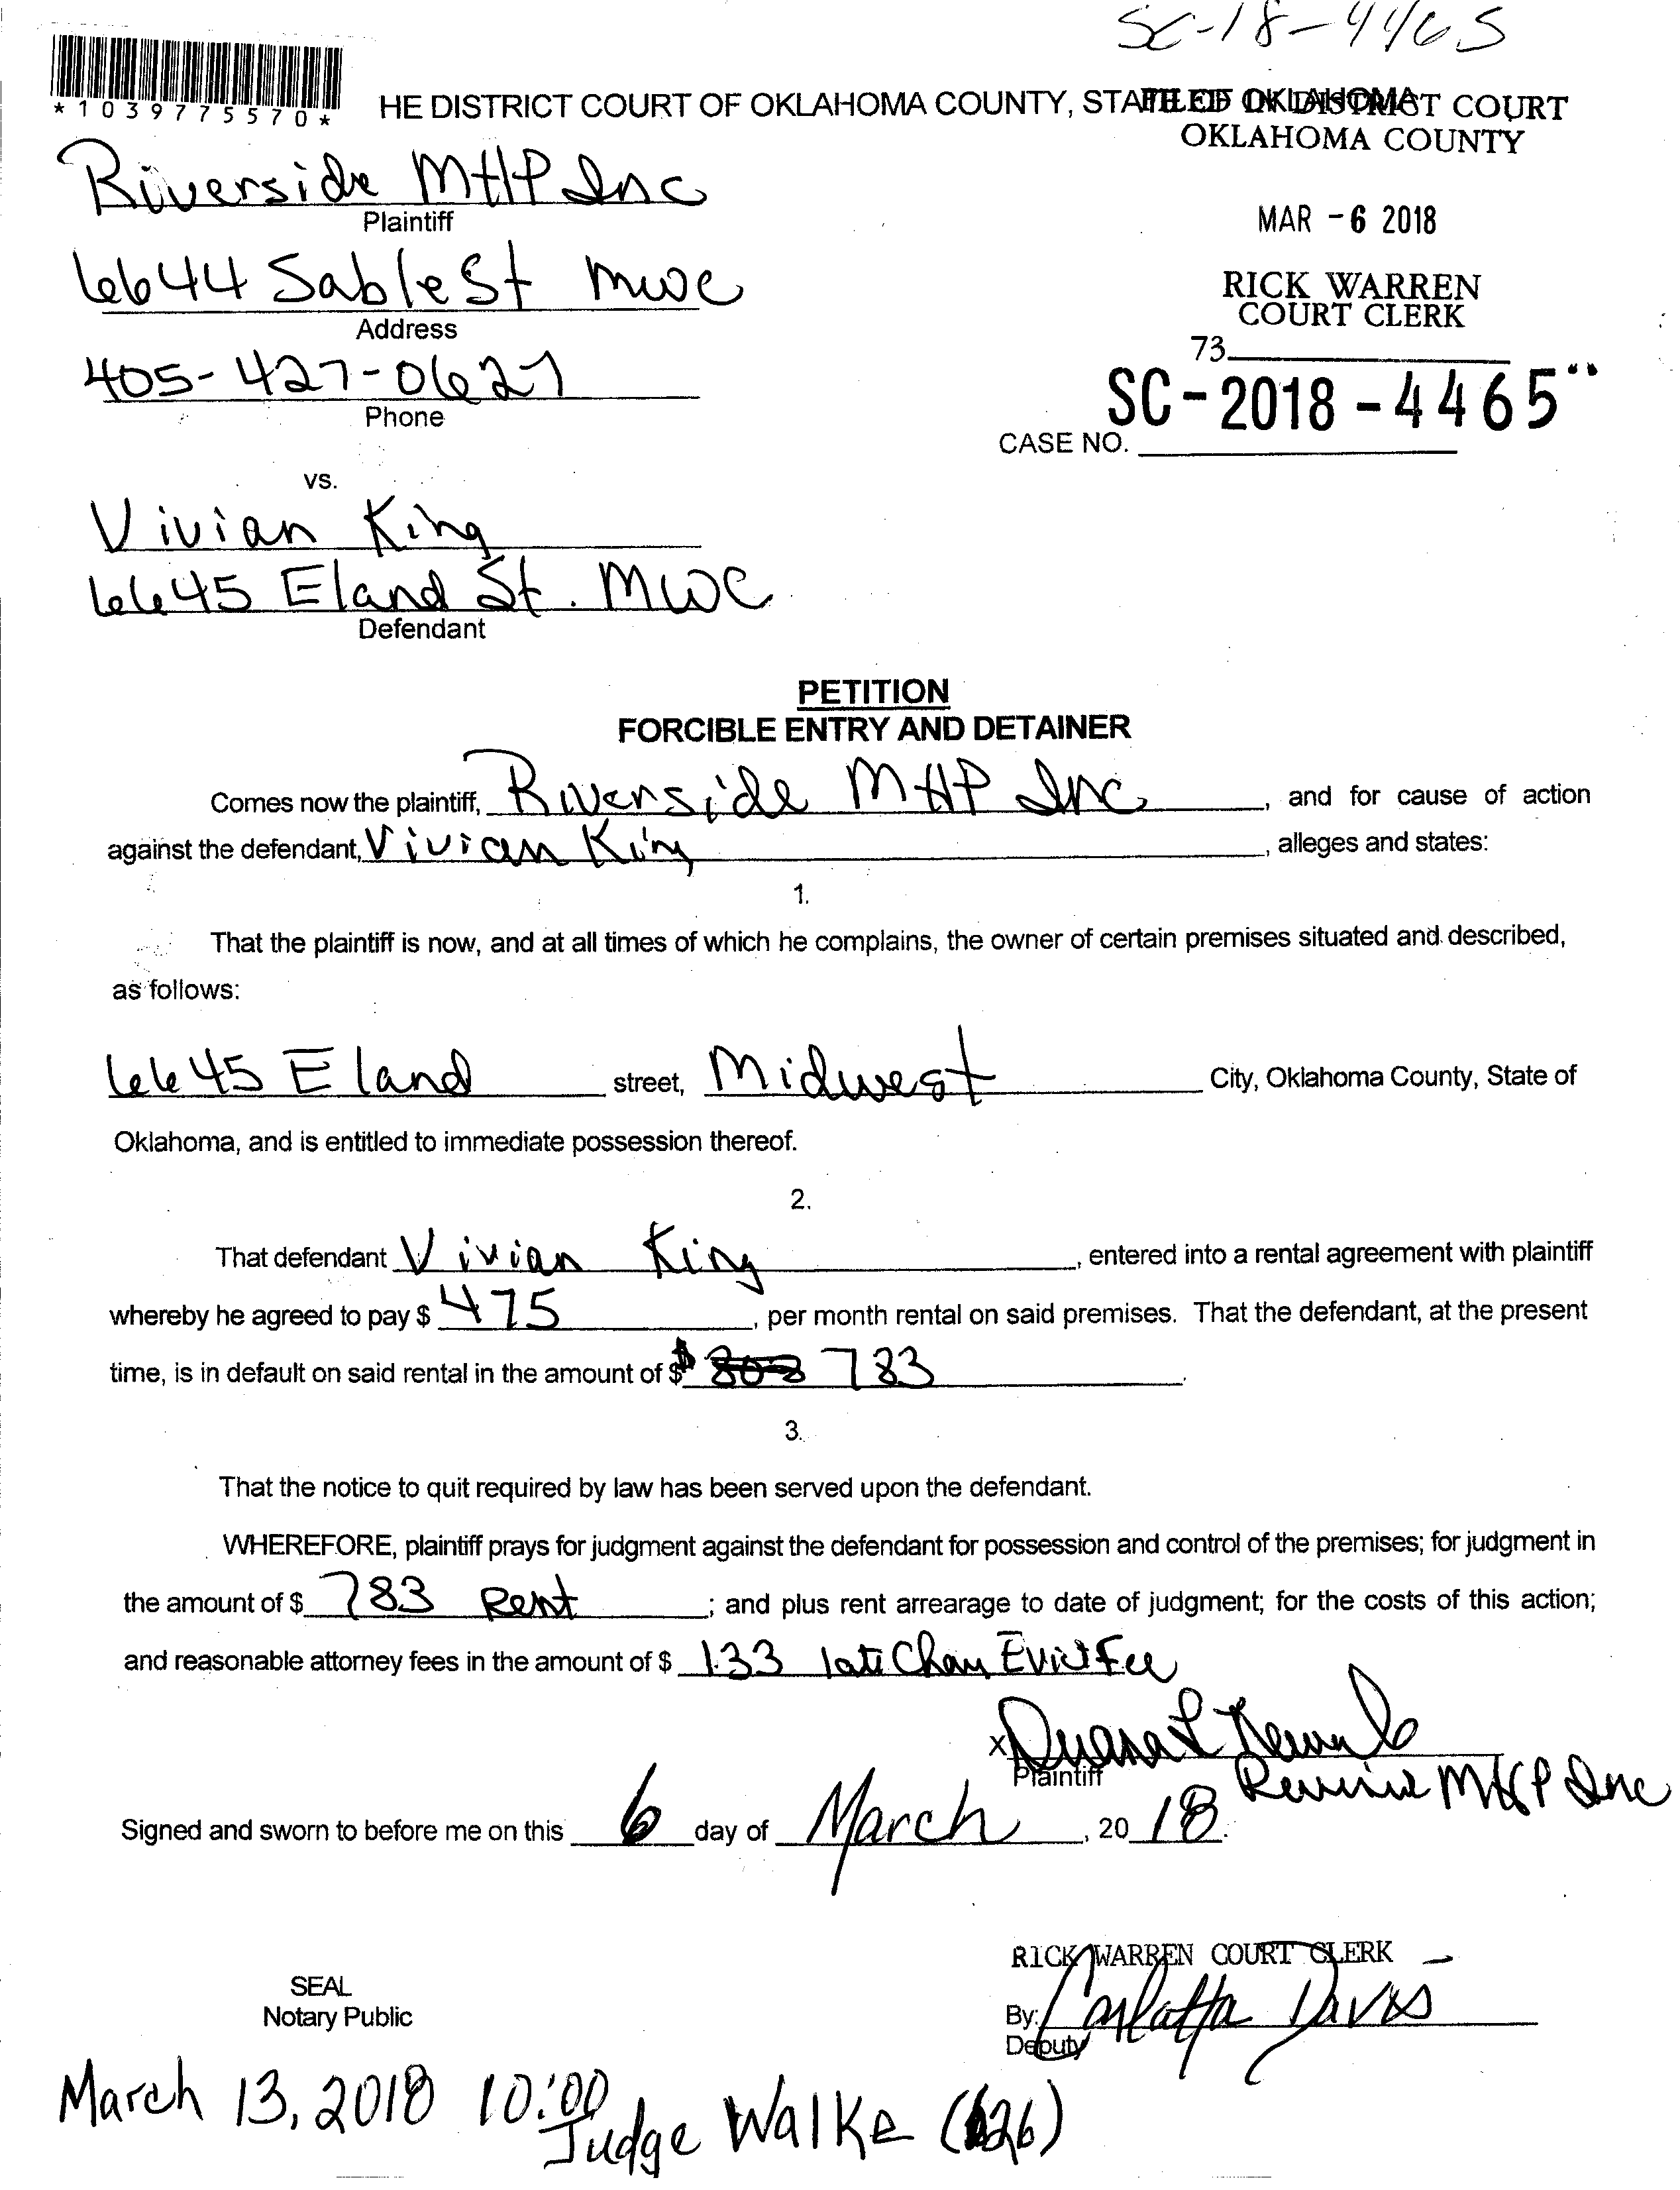 SC-18-4465
*1039775570*
HE DISTRICT COURT OF OKLAHOMA COUNTY, STATE OF OKLAHOMA
FILED IN DISTRICT COURT
OKLAHOMA COUNTY
Riverside MHP Inc
Plaintiff
MAR -6 2018
6644 Sable St MWC
Address
RICK WARREN
COURT CLERK
405-427-0627
Phone
73
SC-2018-4465
CASE NO.
vs.
Vivian King
6645 Eland St. MWC
Defendant
PETITION
FORCIBLE ENTRY AND DETAINER
Comes now the plaintiff, Riverside MHP Inc, and for cause of action
against the defendant, Vivian King, alleges and states:
1.
That the plaintiff is now, and at all times of which he complains, the owner of certain premises situated and described,
as follows:
6645 Eland street, Midwest City, Oklahoma County, State of
Oklahoma, and is entitled to immediate possession thereof.
2.
That defendant Vivian King, entered into a rental agreement with plaintiff
whereby he agreed to pay $ 475, per month rental on said premises. That the defendant, at the present
time, is in default on said rental in the amount of $ $ 803 783.
3.
That the notice to quit required by law has been served upon the defendant.
WHEREFORE, plaintiff prays for judgment against the defendant for possession and control of the premises; for judgment in
the amount of $ 783 Rent; and plus rent arrearage to date of judgment; for the costs of this action;
and reasonable attorney fees in the amount of $ 133 late Evict Fee
X
Plaintiff
MHP Inc
Signed and sworn to before me on this 6 day of March, 2018.
RICK WARREN COURT CLERK
SEAL
Notary Public
By: Carlatta Davis
Deputy
March 13, 2018 10:00
Judge Walke (626)